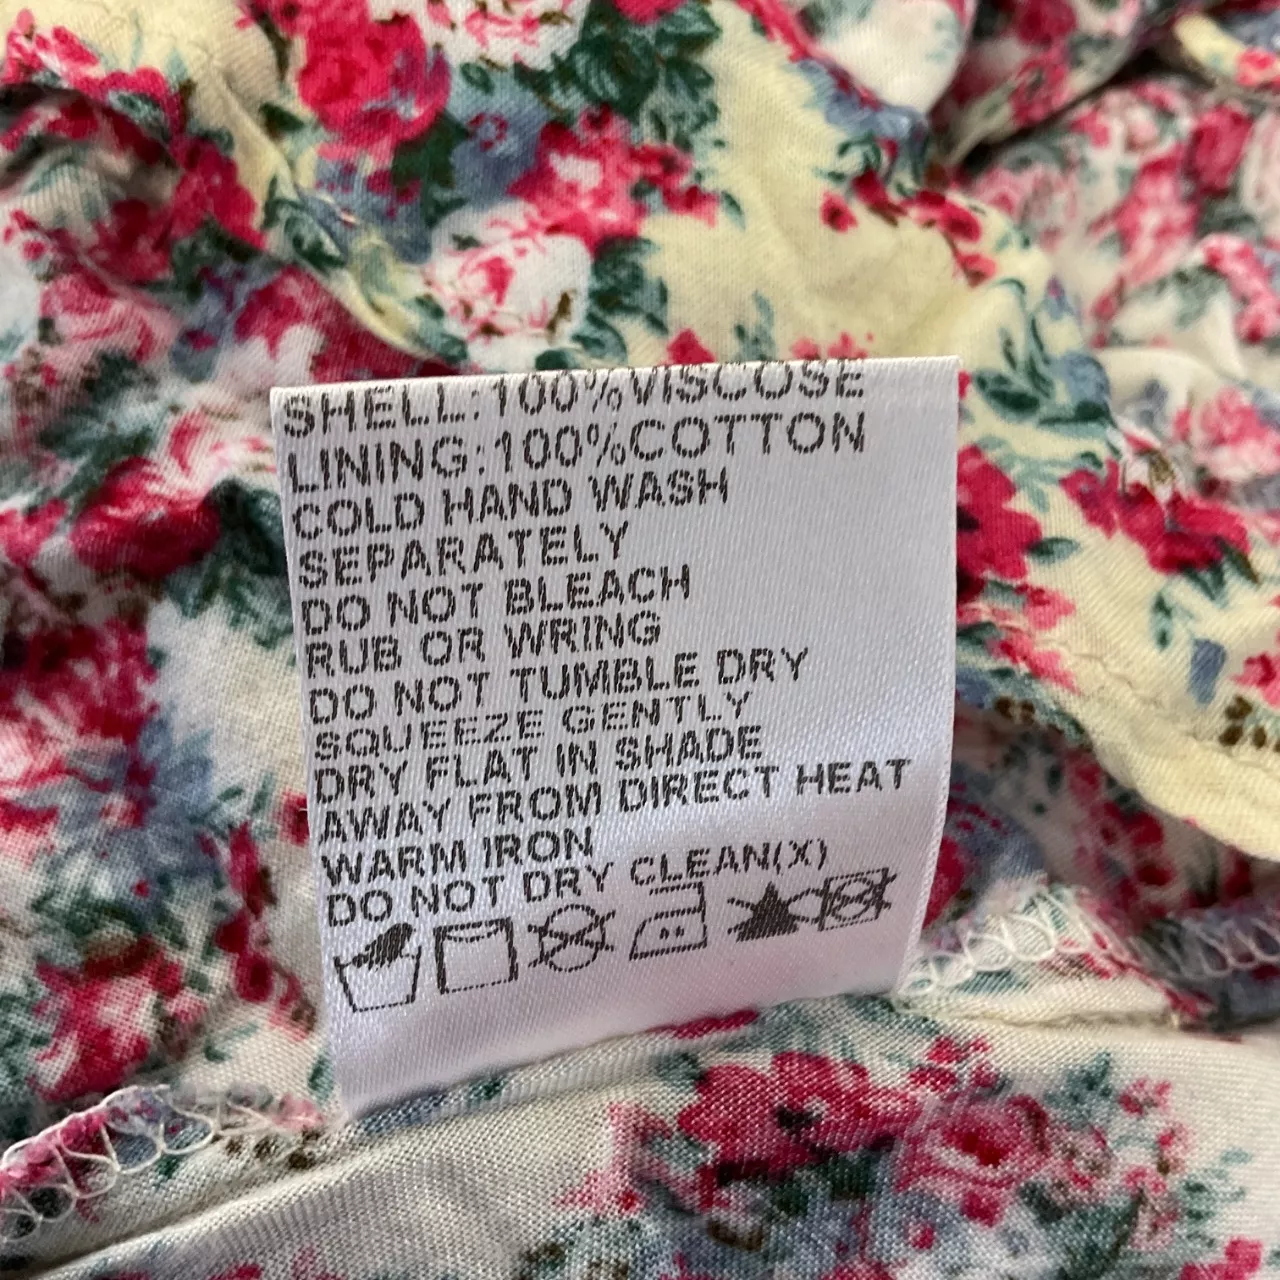 SHELL:100%VISCOSE
LINING:100%COTTON
COLD HAND WASH
SEPARATELY
DO NOT BLEACH
RUB OR WRING
DO NOT TUMBLE DRY
SQUEEZE GENTLY
DRY FLAT IN SHADE
AWAY FROM DIRECT HEAT
WARM IRON
DO NOT DRY CLEAN(X)